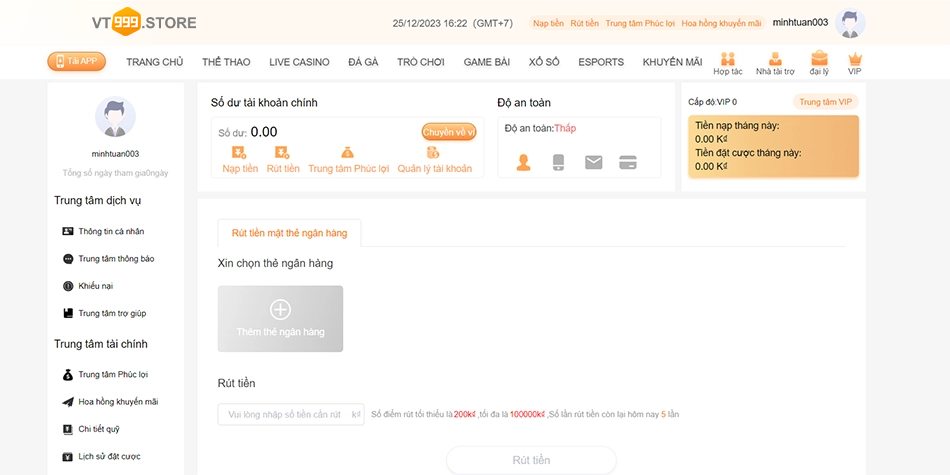 VT999.STORE
25/12/2023 16:22 (GMT+7)
Nạp tiền Rút tiền Trung tâm Phúc lợi Hoa hồng khuyến mãi
minhtuan003
Tải APP
TRANG CHỦ THỂ THAO LIVE CASINO ĐÁ GÀ TRÒ CHƠI GAME BÀI XỔ SỐ ESPORTS KHUYẾN MÃI
Hợp tác Nhà tài trợ đại lý VIP
minhtuan003
Tổng số ngày tham gia0ngày
Trung tâm dịch vụ
Thông tin cá nhân
Trung tâm thông báo
Khiếu nại
Trung tâm trợ giúp
Trung tâm tài chính
Trung tâm Phúc lợi
Hoa hồng khuyến mãi
Chi tiết quỹ
Lịch sử đặt cược
Số dư tài khoản chính
Số dư: 0.00
Chuyển về ví
Nạp tiền Rút tiền Trung tâm Phúc lợi Quản lý tài khoản
Độ an toàn
Độ an toàn:Thấp
Cấp độ:VIP 0
Trung tâm VIP
Tiền nạp tháng này:
0.00 K₫
Tiền đặt cược tháng này:
0.00 K₫
Rút tiền mặt thẻ ngân hàng
Xin chọn thẻ ngân hàng
Thêm thẻ ngân hàng
Rút tiền
Vui lòng nhập số tiền cần rút k₫
Số điểm rút tối thiểu là200k₫,tối đa là 100000k₫,Số lần rút tiền còn lại hôm nay 5 lần
Rút tiền